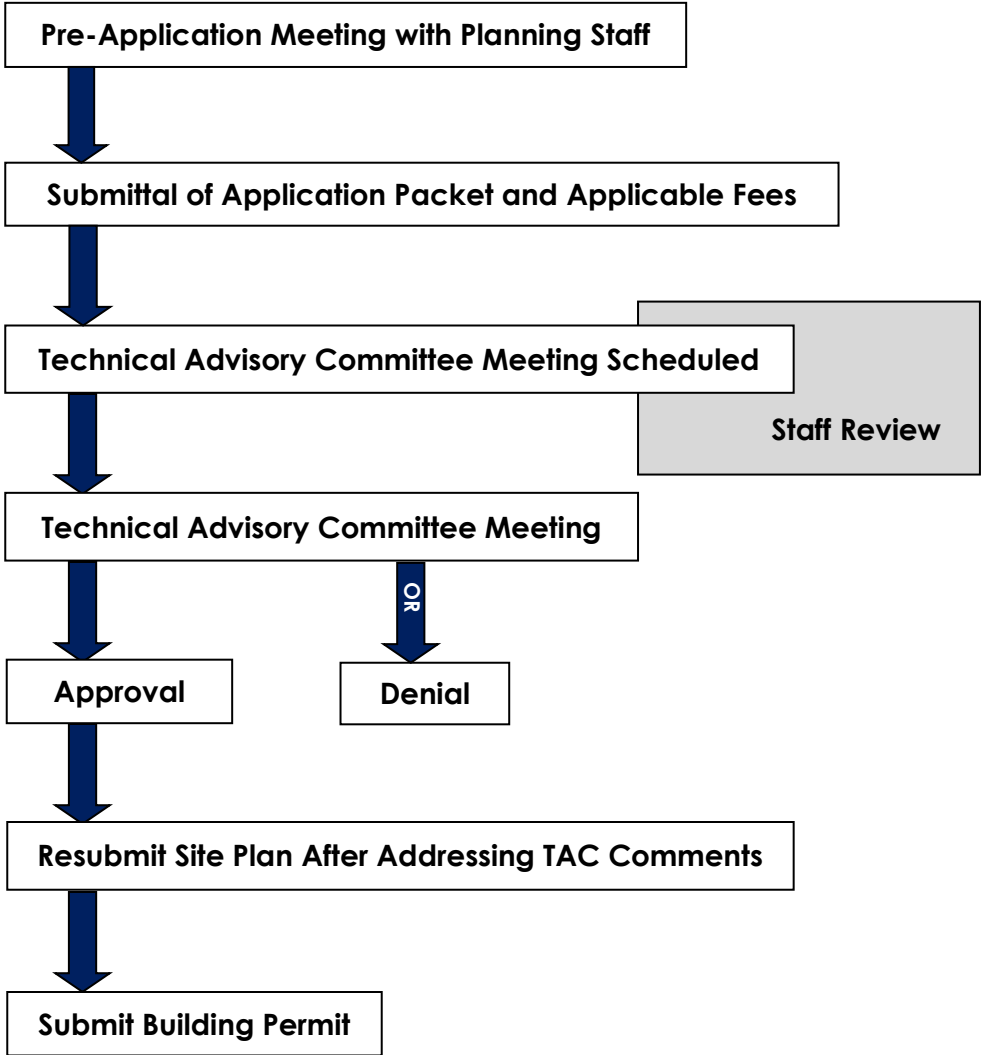 Pre-Application Meeting with Planning Staff
Submittal of Application Packet and Applicable Fees
Technical Advisory Committee Meeting Scheduled
Staff Review
Technical Advisory Committee Meeting
OR
Approval
Denial
Resubmit Site Plan After Addressing TAC Comments
Submit Building Permit